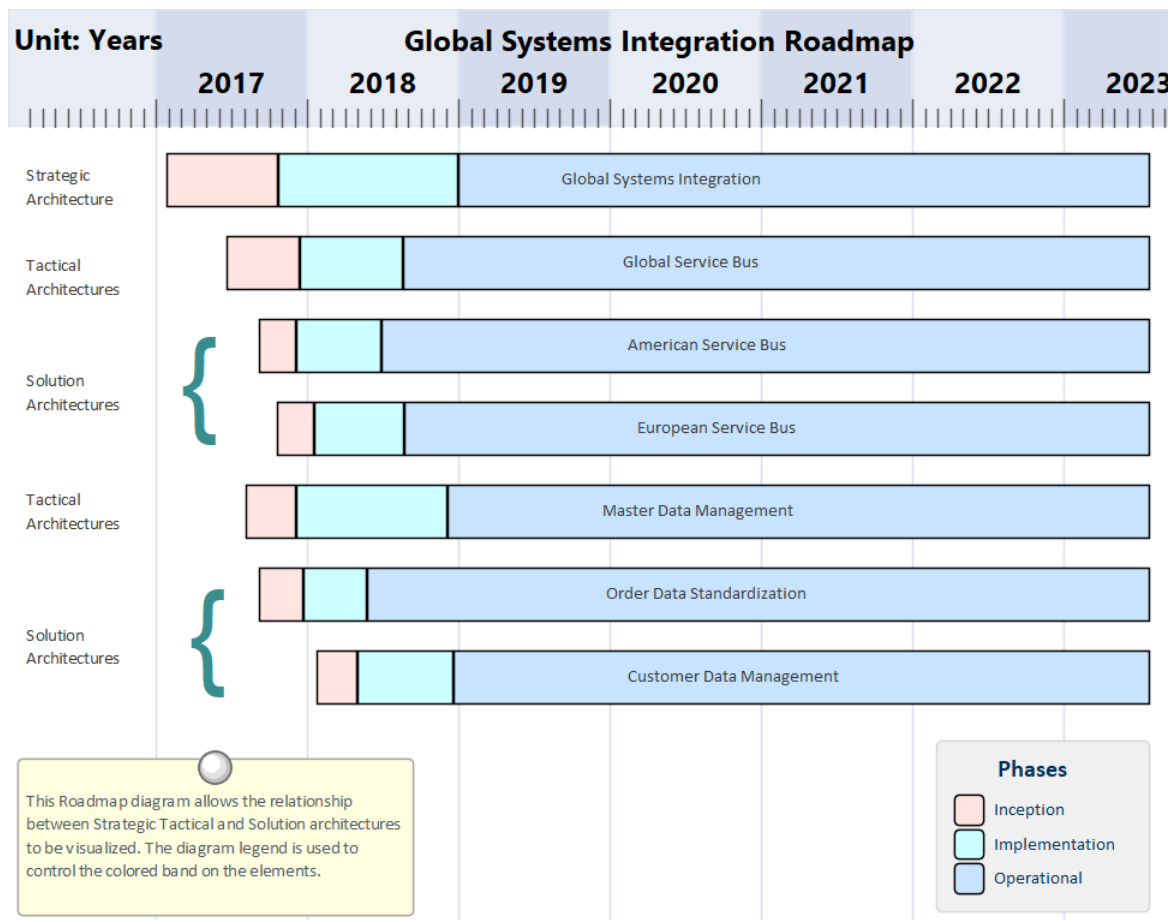 Unit: Years
Global Systems Integration Roadmap
2017
2018
2019
2020
2021
2022
2023
Strategic
Architecture
Global Systems Integration
Tactical
Architectures
Global Service Bus
American Service Bus
Solution
Architectures
European Service Bus
Tactical
Architectures
Master Data Management
Order Data Standardization
Solution
Architectures
Customer Data Management
This Roadmap diagram allows the relationship
between Strategic Tactical and Solution architectures
to be visualized. The diagram legend is used to
control the colored band on the elements.
Phases
Inception
Implementation
Operational